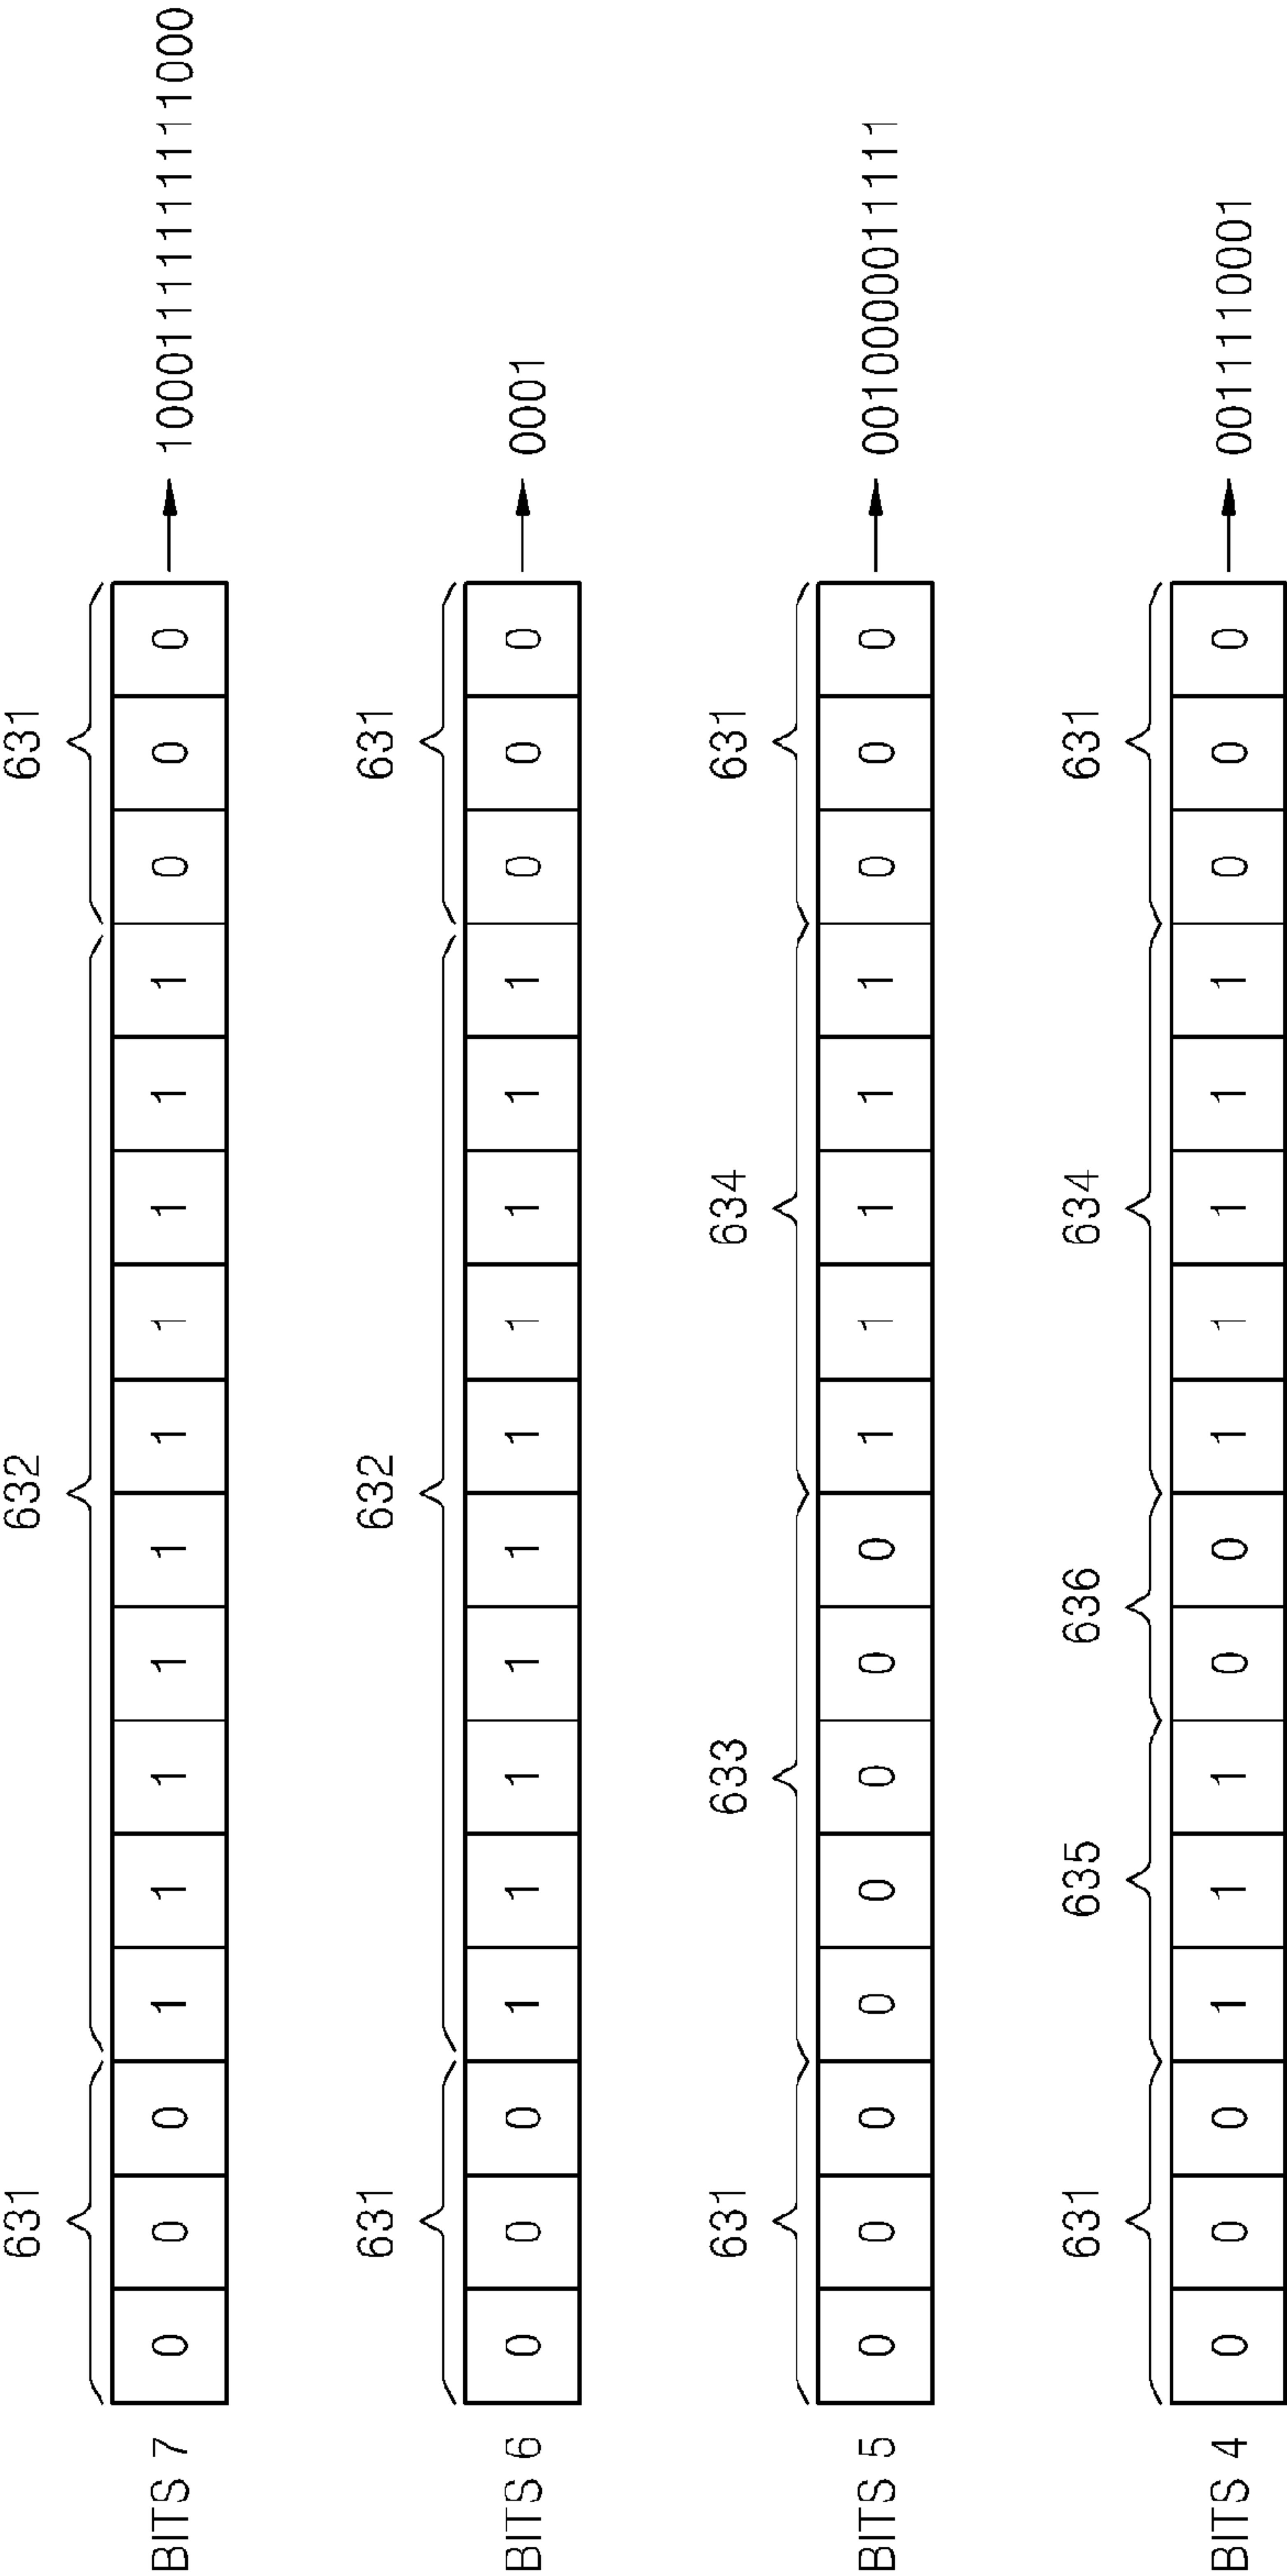 631 632 631
BITS 7 0 0 0 1 1 1 1 1 1 1 1 1 1 0 0 0 10001111111111000
631 632 631
BITS 6 0 0 0 1 1 1 1 1 1 1 1 1 1 0 0 0 0001
631 633 634 631
BITS 5 0 0 0 0 0 0 0 0 1 1 1 1 1 0 0 0 0010000011111
631 635 636 634 631
BITS 4 0 0 0 1 1 1 0 0 1 1 1 1 1 0 0 0 0011110001